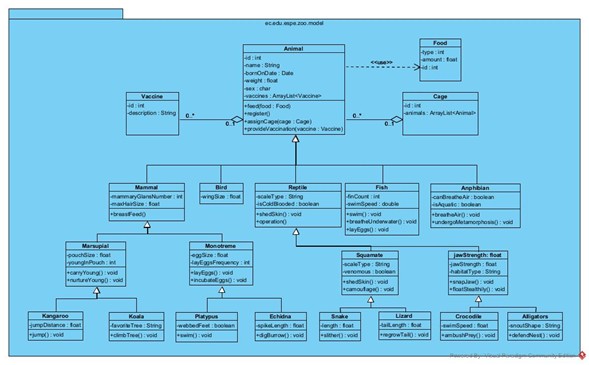 ec.edu.espe.zoo.model
Animal
-id : int
-name : String
-bornOnDate : Date
-weight : float
-sex : char
-vaccines : ArrayList<Vaccine>
+feed(food : Food)
+register()
+assignCage(cage : Cage)
+provideVaccination(vaccine : Vaccine)
<<use>>
Food
-type : int
-amount : float
-id : int
Vaccine
-id : int
-description : String
0..*
0..1
0..*
0..1
Cage
-id : int
-animals : ArrayList<Animal>
Mammal
-mammaryGlansNumber : int
-maxHairSize : float
+breastFeed()
Bird
-wingSize : float
Reptile
-scaleType : String
-isColdBooded : boolean
+shedSkin() : void
+operation()
Fish
-finCount : int
-swimSpeed : double
+swim() : void
+breatheUnderwater() : void
+layEggs() : void
Anphibian
-canBreatheAir : boolean
-isAquatic : boolean
+breatheAir() : void
+undergoMetamorphosis() : void
Marsupial
-pouchSize : float
-youngInPouch : int
+carryYoung() : void
+nurtureYoung() : void
Monotreme
-eggSize : float
-layEggsFrequency : int
+layEggs() : void
+incubateEggs() : void
Squamate
-scaleType : String
-venomous : boolean
+shedSkin() : void
+camouflage() : void
jawStrength: float
-jawStrength : float
-habitatType : String
+snapJaw() : void
+floatStealthily() : void
Kangaroo
-jumpDistance : float
+jump() : void
Koala
-favoriteTree : String
+climbTree() : void
Platypus
-webbedFeet : boolean
+swim() : void
Echidna
-spikeLength : float
+digBurrow() : void
Snake
-length : float
+slither() : void
Lizard
-tailLength : float
+regrowTail() : void
Crocodile
-swimSpeed : float
+ambushPrey() : void
Alligators
-snoutShape : String
+defendNest() : void
Powered By Visual Paradigm Community Edition